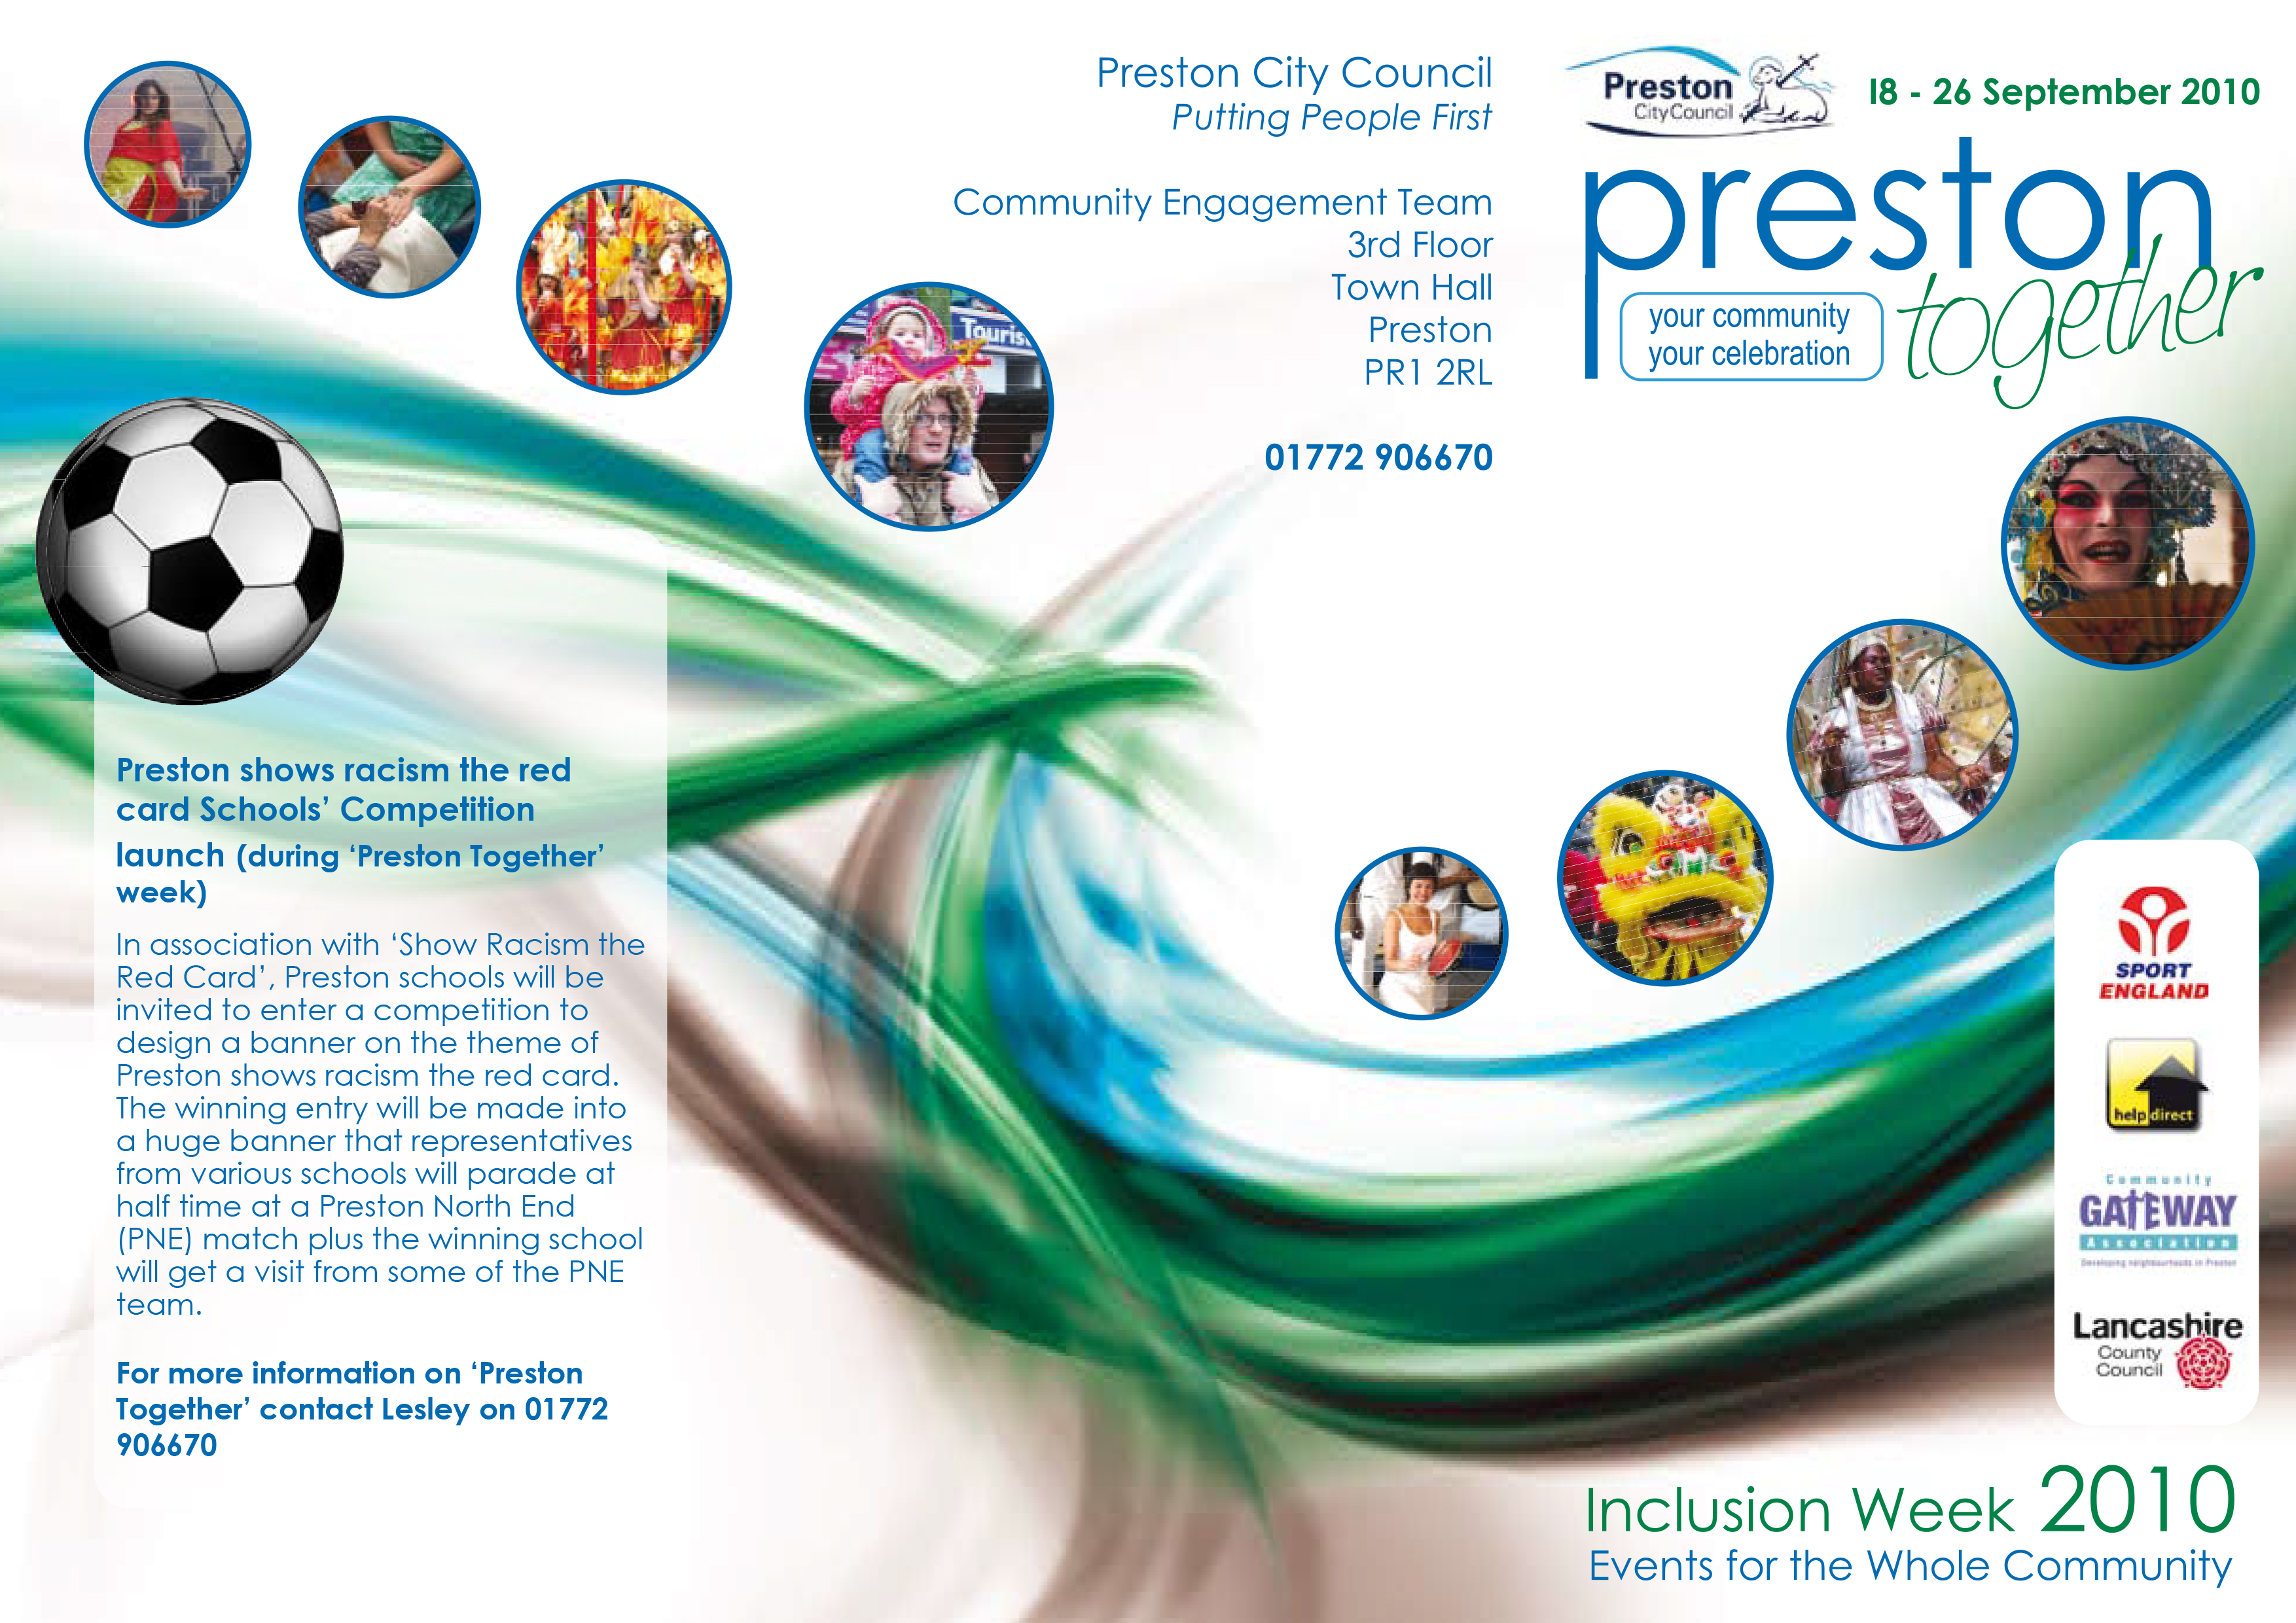 Preston City Council
Putting People First
Community Engagement Team
3rd Floor
Town Hall
Preston
PR1 2RL
01772 906670
Touris
Preston shows racism the red
card Schools’ Competition
launch (during ‘Preston Together’
week)
In association with ‘Show Racism the
Red Card’, Preston schools will be
invited to enter a competition to
design a banner on the theme of
Preston shows racism the red card.
The winning entry will be made into
a huge banner that representatives
from various schools will parade at
half time at a Preston North End
(PNE) match plus the winning school
will get a visit from some of the PNE
team.
For more information on ‘Preston
Together’ contact Lesley on 01772
906670
Preston
City Council
I8 - 26 September 2010
preston
together
your community
your celebration
SPORT
ENGLAND
help direct
Community
GATEWAY
Association
Developing neighbourhoods in Preston
Lancashire
County
Council
Inclusion Week 2010
Events for the Whole Community